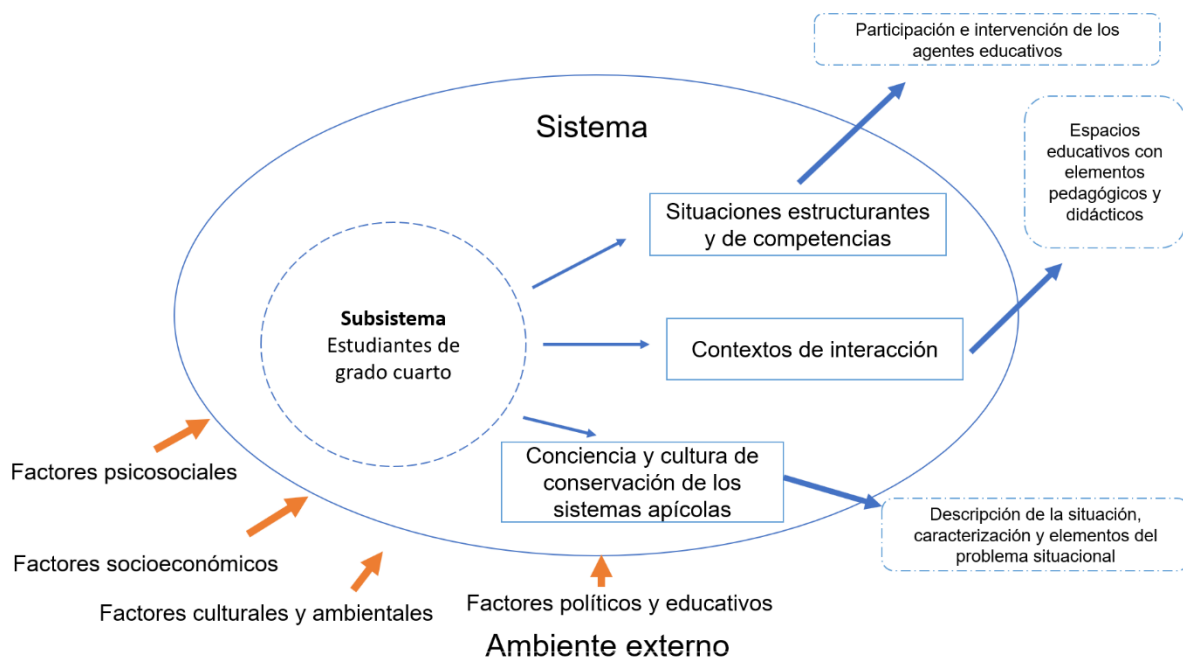 Participación e intervención de los
agentes educativos
Sistema
Espacios
educativos con
elementos
pedagógicos y
didácticos
Situaciones estructurantes
y de competencias
Subsistema
Estudiantes de
grado cuarto
Contextos de interacción
Conciencia y cultura de
conservación de los
sistemas apícolas
Factores psicosociales
Descripción de la situación,
caracterización y elementos del
problema situacional
Factores socioeconómicos
Factores culturales y ambientales
Factores políticos y educativos
Ambiente externo